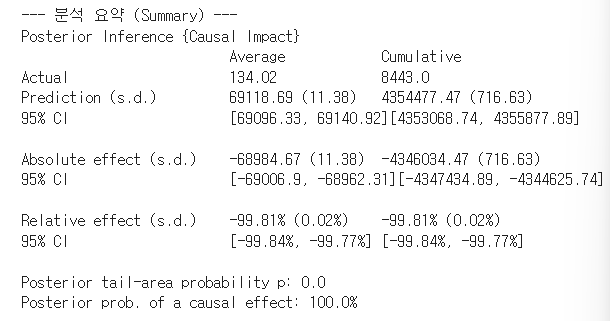 --- 분석 요약 (Summary) ---
Posterior Inference {Causal Impact}
Average Cumulative
Actual 134.02 8443.0
Prediction (s.d.) 69118.69 (11.38) 4354477.47 (716.63)
95% CI [69096.33, 69140.92][4353068.74, 4355877.89]
Absolute effect (s.d.) -68984.67 (11.38) -4346034.47 (716.63)
95% CI [-69006.9, -68962.31][-4347434.89, -4344625.74]
Relative effect (s.d.) -99.81% (0.02%) -99.81% (0.02%)
95% CI [-99.84%, -99.77%] [-99.84%, -99.77%]
Posterior tail-area probability p: 0.0
Posterior prob. of a causal effect: 100.0%